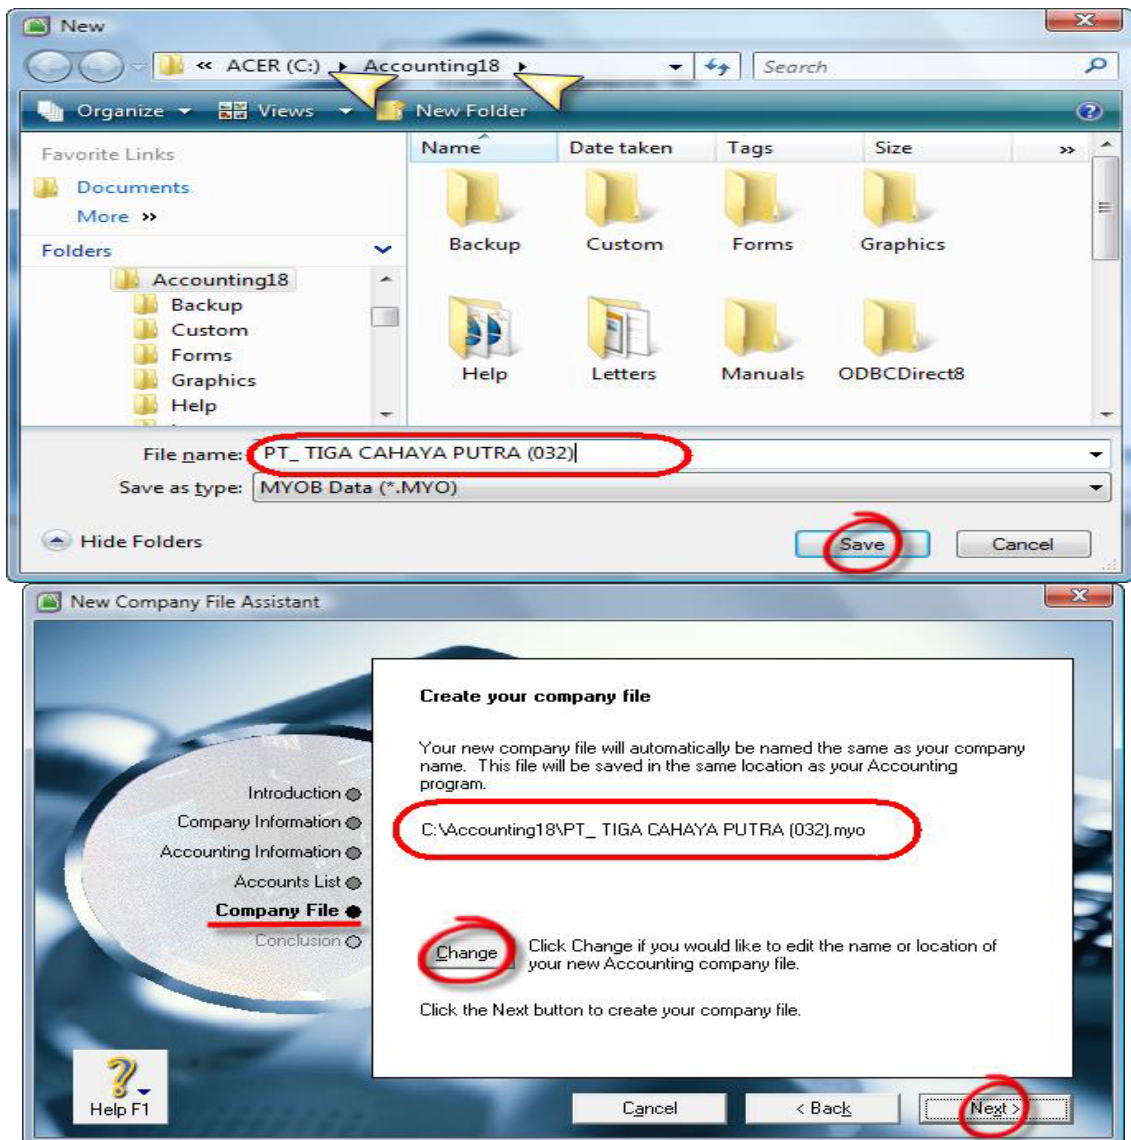 New
« ACER (C:) Accounting18 Search
Organize Views New Folder
Favorite Links
Documents
More »
Folders
Accounting18
Backup
Custom
Forms
Graphics
Help
Name Date taken Tags Size »
Backup Custom Forms Graphics
Help Letters Manuals ODBCDirect8
File name: PT_ TIGA CAHAYA PUTRA (032)
Save as type: MYOB Data (*.MYO)
Hide Folders Save Cancel
New Company File Assistant
Introduction
Company Information
Accounting Information
Accounts List
Company File
Conclusion
Create your company file
Your new company file will automatically be named the same as your company
name. This file will be saved in the same location as your Accounting
program.
C:\Accounting18\PT_ TIGA CAHAYA PUTRA (032).myo
Change
Click Change if you would like to edit the name or location of
your new Accounting company file.
Click the Next button to create your company file.
Help F1
Cancel < Back Next >